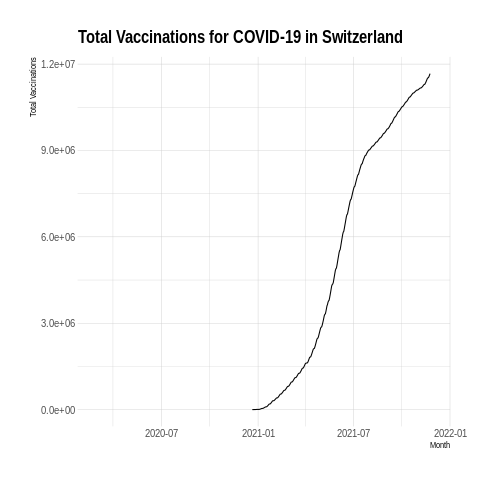 Total Vaccinations for COVID-19 in Switzerland
Total Vaccinations
1.2e+07
9.0e+06
6.0e+06
3.0e+06
0.0e+00
2020-07 2021-01 2021-07 2022-01
Month